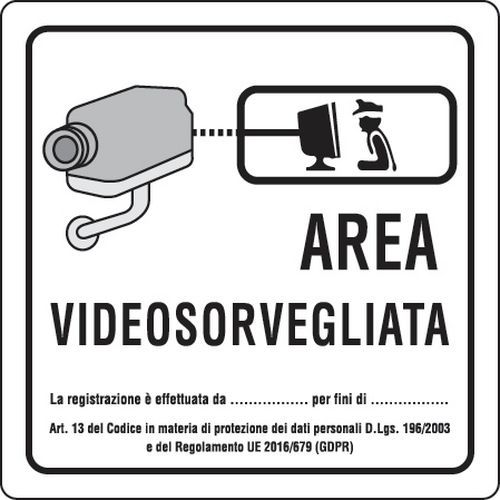 AREA
VIDEOSORVEGLIATA
La registrazione è effettuata da ................. per fini di .................
Art. 13 del Codice in materia di protezione dei dati personali D.Lgs. 196/2003
e del Regolamento UE 2016/679 (GDPR)